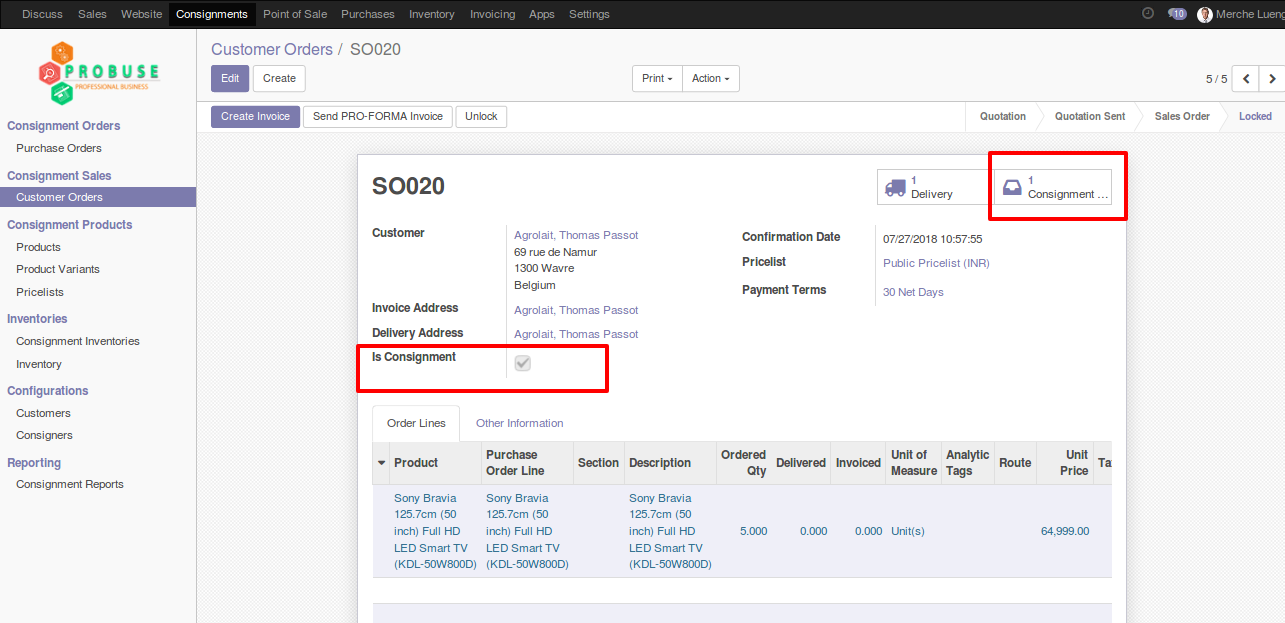 Discuss Sales Website Consignments Point of Sale Purchases Inventory Invoicing Apps Settings 10 Merche Lueng
PROBUSE
PROFESSIONAL BUSINESS
Consignment Orders
Purchase Orders
Consignment Sales
Customer Orders
Consignment Products
Products
Product Variants
Pricelists
Inventories
Consignment Inventories
Inventory
Configurations
Customers
Consigners
Reporting
Consignment Reports
Customer Orders / SO020
Edit Create Print Action 5 / 5
Create Invoice Send PRO-FORMA Invoice Unlock Quotation Quotation Sent Sales Order Locked
SO020
1
Delivery
1
Consignment ...
Customer
Agrolait, Thomas Passot
69 rue de Namur
1300 Wavre
Belgium
Invoice Address Agrolait, Thomas Passot
Delivery Address Agrolait, Thomas Passot
Is Consignment
Confirmation Date 07/27/2018 10:57:55
Pricelist Public Pricelist (INR)
Payment Terms 30 Net Days
Order Lines Other Information
Product
Purchase
Order Line
Section
Description
Ordered
Qty
Delivered
Invoiced
Unit of
Measure
Analytic
Tags
Route
Unit
Price
Ta
Sony Bravia
125.7cm (50
inch) Full HD
LED Smart TV
(KDL-50W800D)
Sony Bravia
125.7cm (50
inch) Full HD
LED Smart TV
(KDL-50W800D)
Sony Bravia
125.7cm (50
inch) Full HD
LED Smart TV
(KDL-50W800D)
5.000 0.000 0.000 Unit(s) 64,999.00